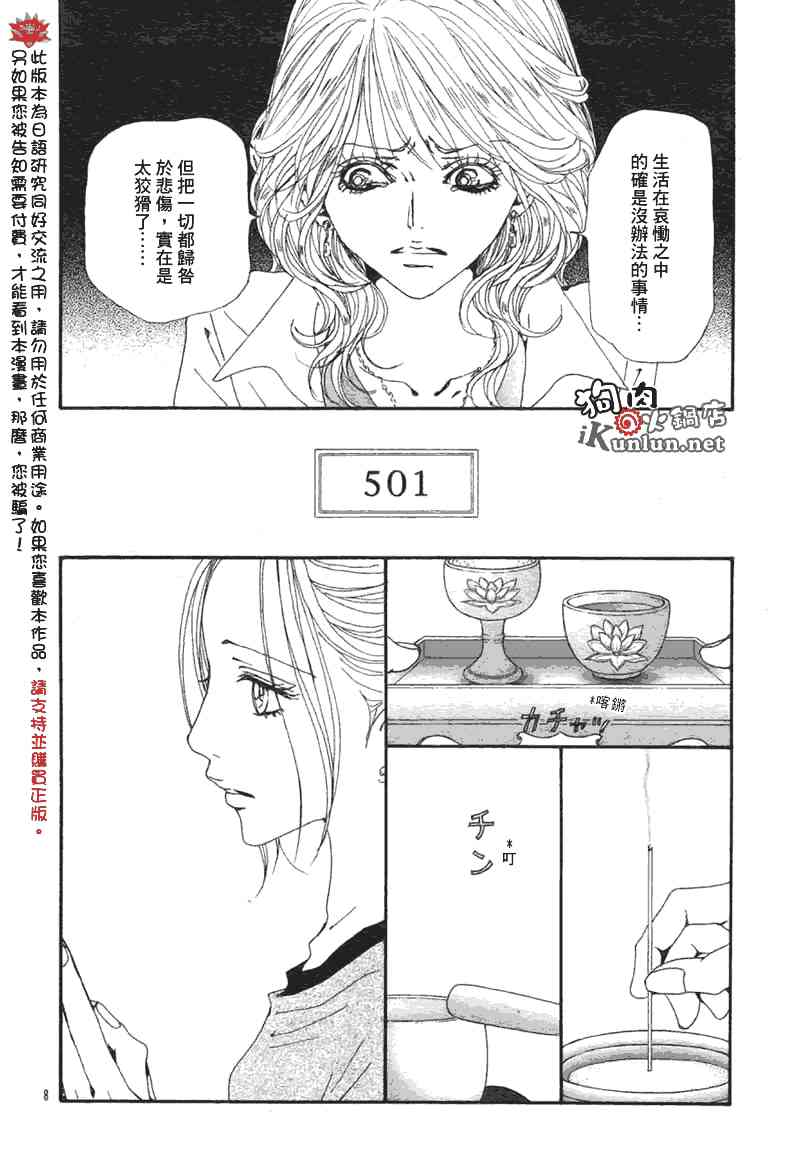 生活在哀慟之中
的確是沒辦法的事情…
但把一切都歸咎
於悲傷，實在是
太狡猾了……
狗肉火鍋店
iKunlun.net
501
*喀鏘
カチャッ
チン
*叮
8
此版本為日語研究同好交流之用，請勿用於任何商業用途。如果您喜歡本作品，請支持並購買正版。
另如果您被告知需要付費，才能看到本漫畫，那麼，您被騙了！